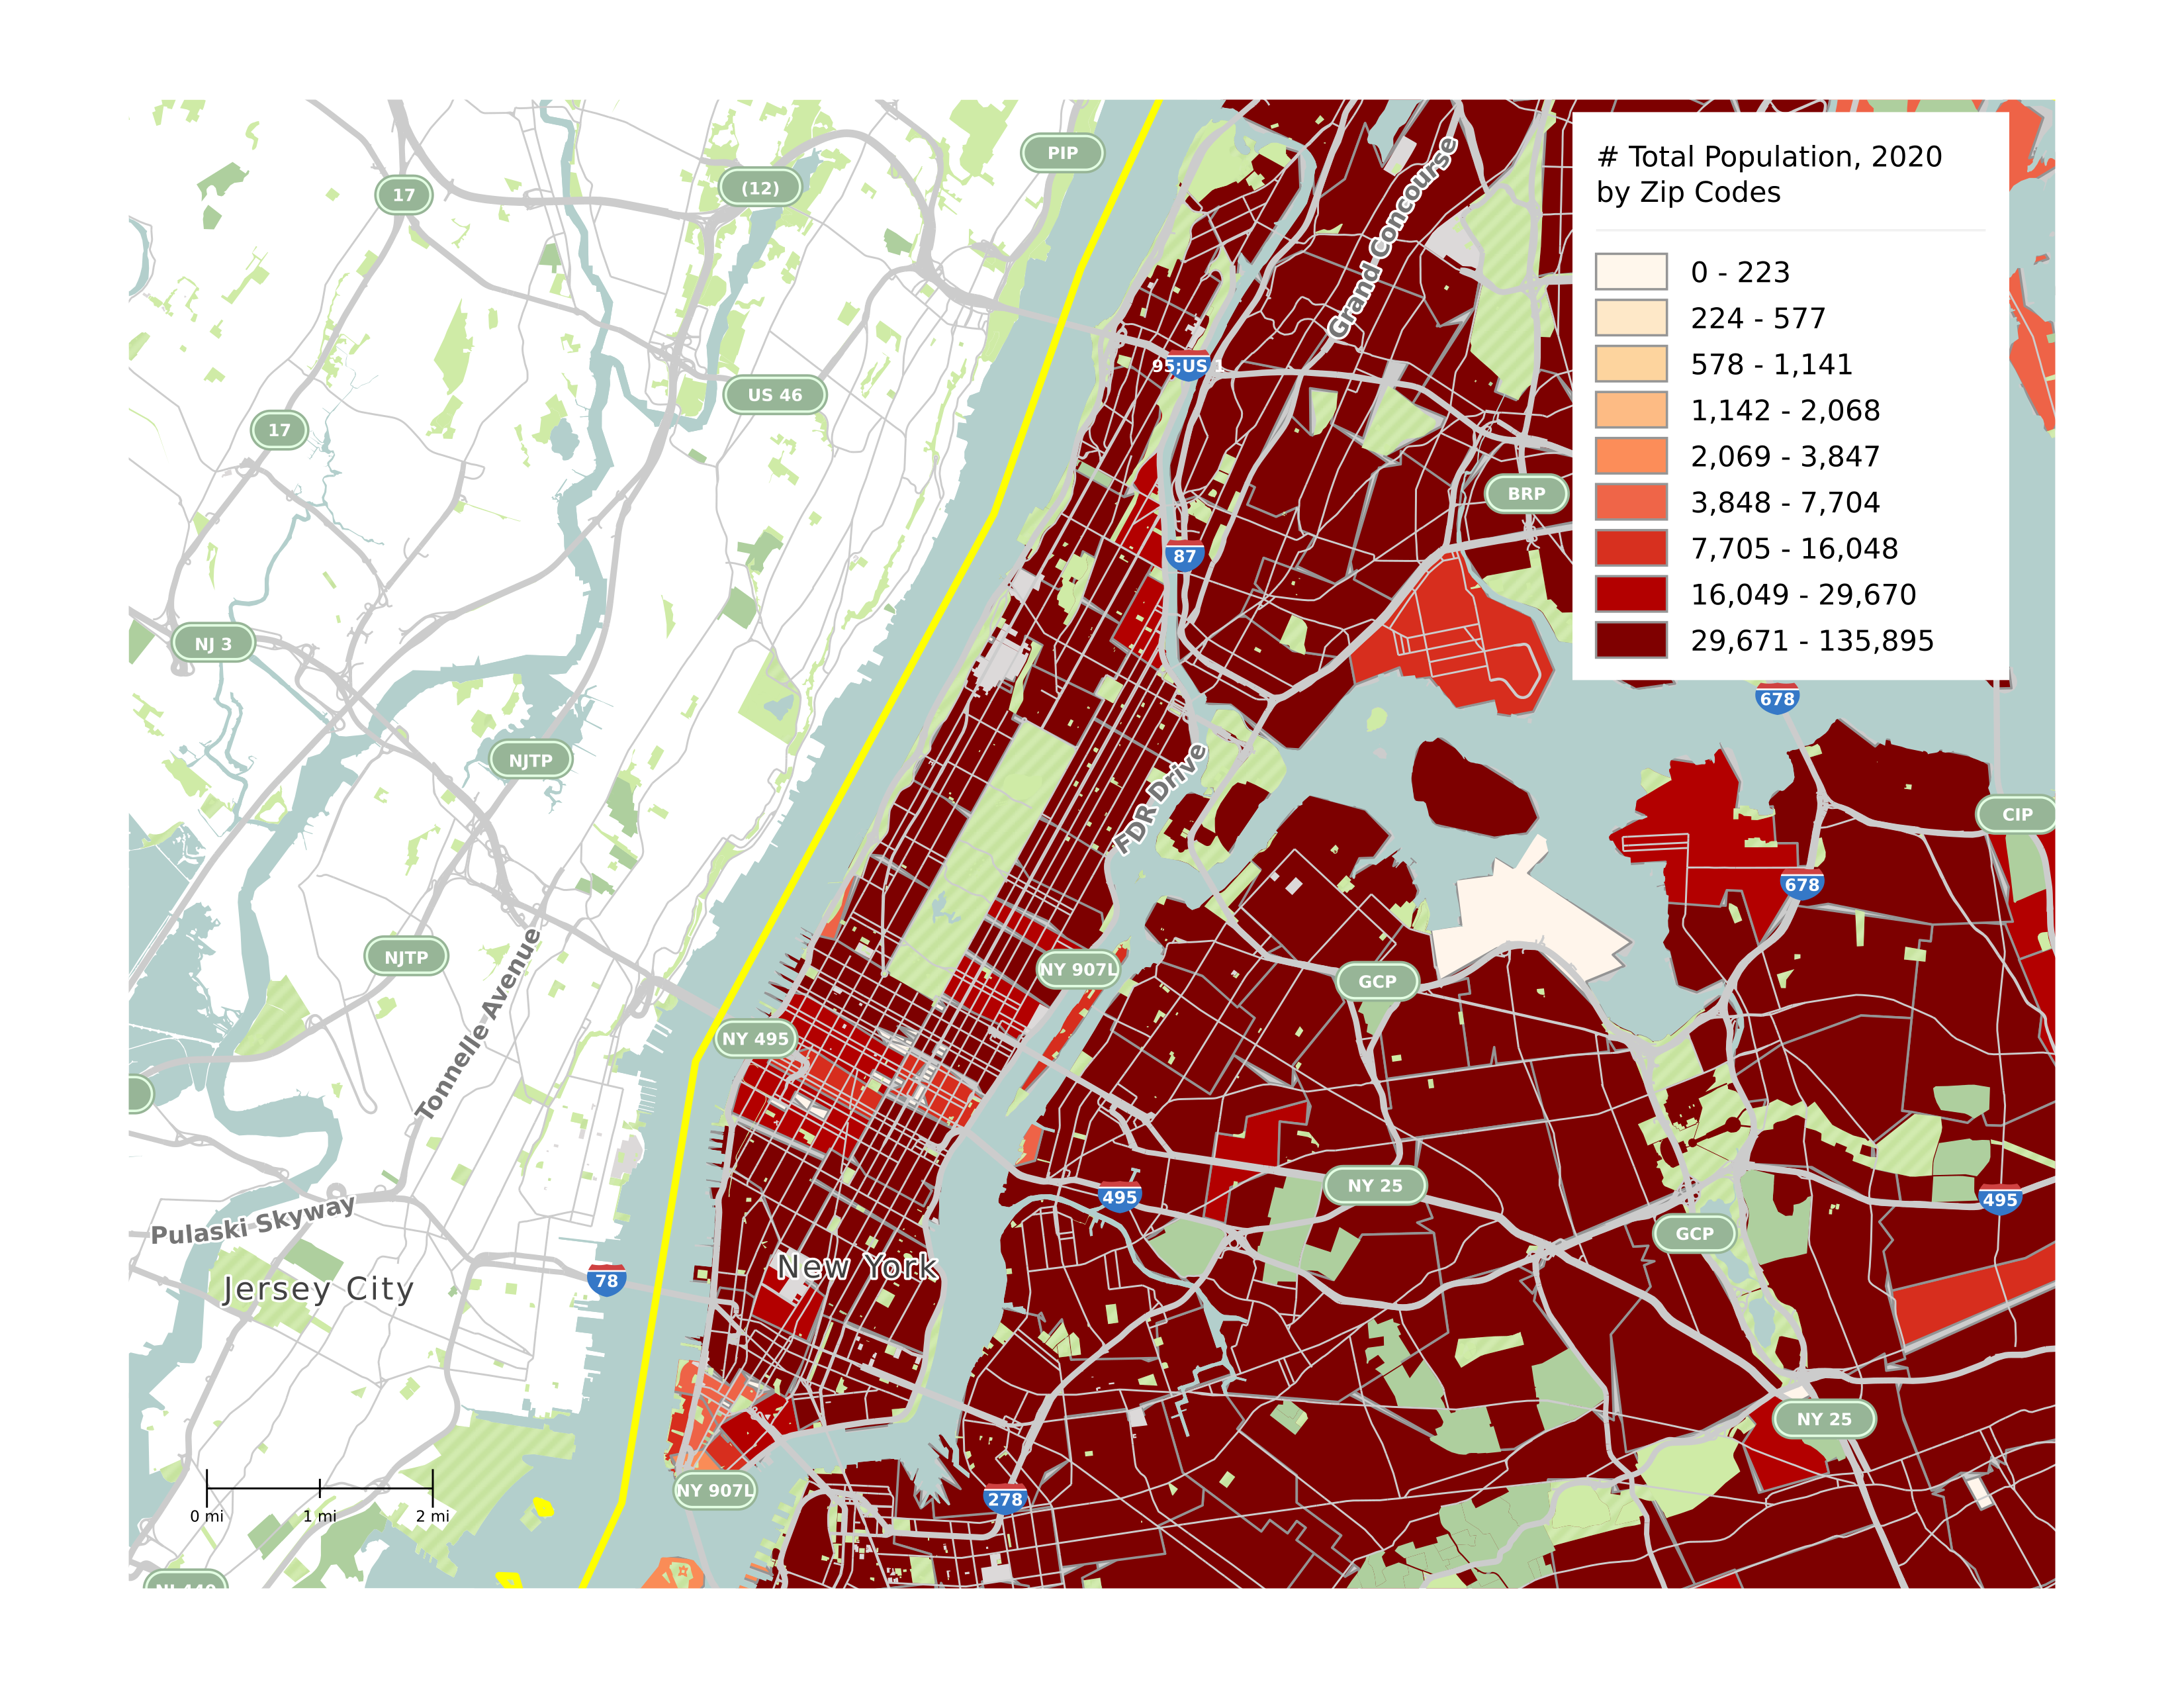 # Total Population, 2020
by Zip Codes
0 - 223
224 - 577
578 - 1,141
1,142 - 2,068
2,069 - 3,847
3,848 - 7,704
7,705 - 16,048
16,049 - 29,670
29,671 - 135,895
PIP
(12)
17
Grand Concourse
95;US 1
US 46
17
BRP
87
NJ 3
678
NJTP
FDR Drive
CIP
678
NJTP
Tonnelle Avenue
NY 907L
GCP
NY 495
NY 25
495
495
Pulaski Skyway
GCP
New York
Jersey City
78
NY 25
NY 907L
278
0 mi
1 mi
2 mi
NJ 440